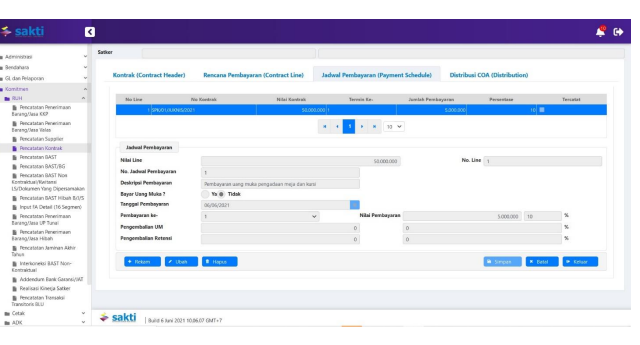 sakti
Satker
Administrasi
Bendahara
GL dan Pelaporan
Komitmen
RUH
Pencatatan Penerimaan
Barang/Jasa KKP
Pencatatan Penerimaan
Barang/Jasa Valas
Pencatatan Supplier
Pencatatan Kontrak
Pencatatan BAST
Pencatatan BAST/BG
Pencatatan BAST Non
Kontraktual/Kwitansi
LS/Dokumen Yang Dipersamakan
Pencatatan BAST Hibah B/J/S
Input FA Detail (16 Segmen)
Pencatatan Penerimaan
Barang/Jasa UP Tunai
Pencatatan Penerimaan
Barang/Jasa Hibah
Pencatatan Jaminan Akhir
Tahun
Interkoneksi BAST Non-
Kontraktual
Addendum Bank Garansi/JAT
Realisasi Kinerja Satker
Pencatatan Transaksi
Transitoris BLU
Cetak
ADK
Kontrak (Contract Header)
Rencana Pembayaran (Contract Line)
Jadwal Pembayaran (Payment Schedule)
Distribusi COA (Distribution)
No Line No Kontrak Nilai Kontrak Termin Ke- Jumlah Pembayaran Persentase Tercatat
1 50.000.000 1 5.000.000 10
« ‹ 1 › » 10
Jadwal Pembayaran
Nilai Line 50.000.000 No. Line 1
No. Jadwal Pembayaran 1
Deskripsi Pembayaran Pembayaran uang muka pengadaan meja dan kursi
Bayar Uang Muka ? Ya Tidak
Tanggal Pembayaran 06/06/2021
Pembayaran ke- 1 Nilai Pembayaran 5.000.000 10 %
Pengembalian UM 0 0 %
Pengembalian Retensi 0 0 %
Rekam Ubah Hapus Simpan Batal Keluar
sakti | Build 6 Juni 2021 10.06.07 GMT+7